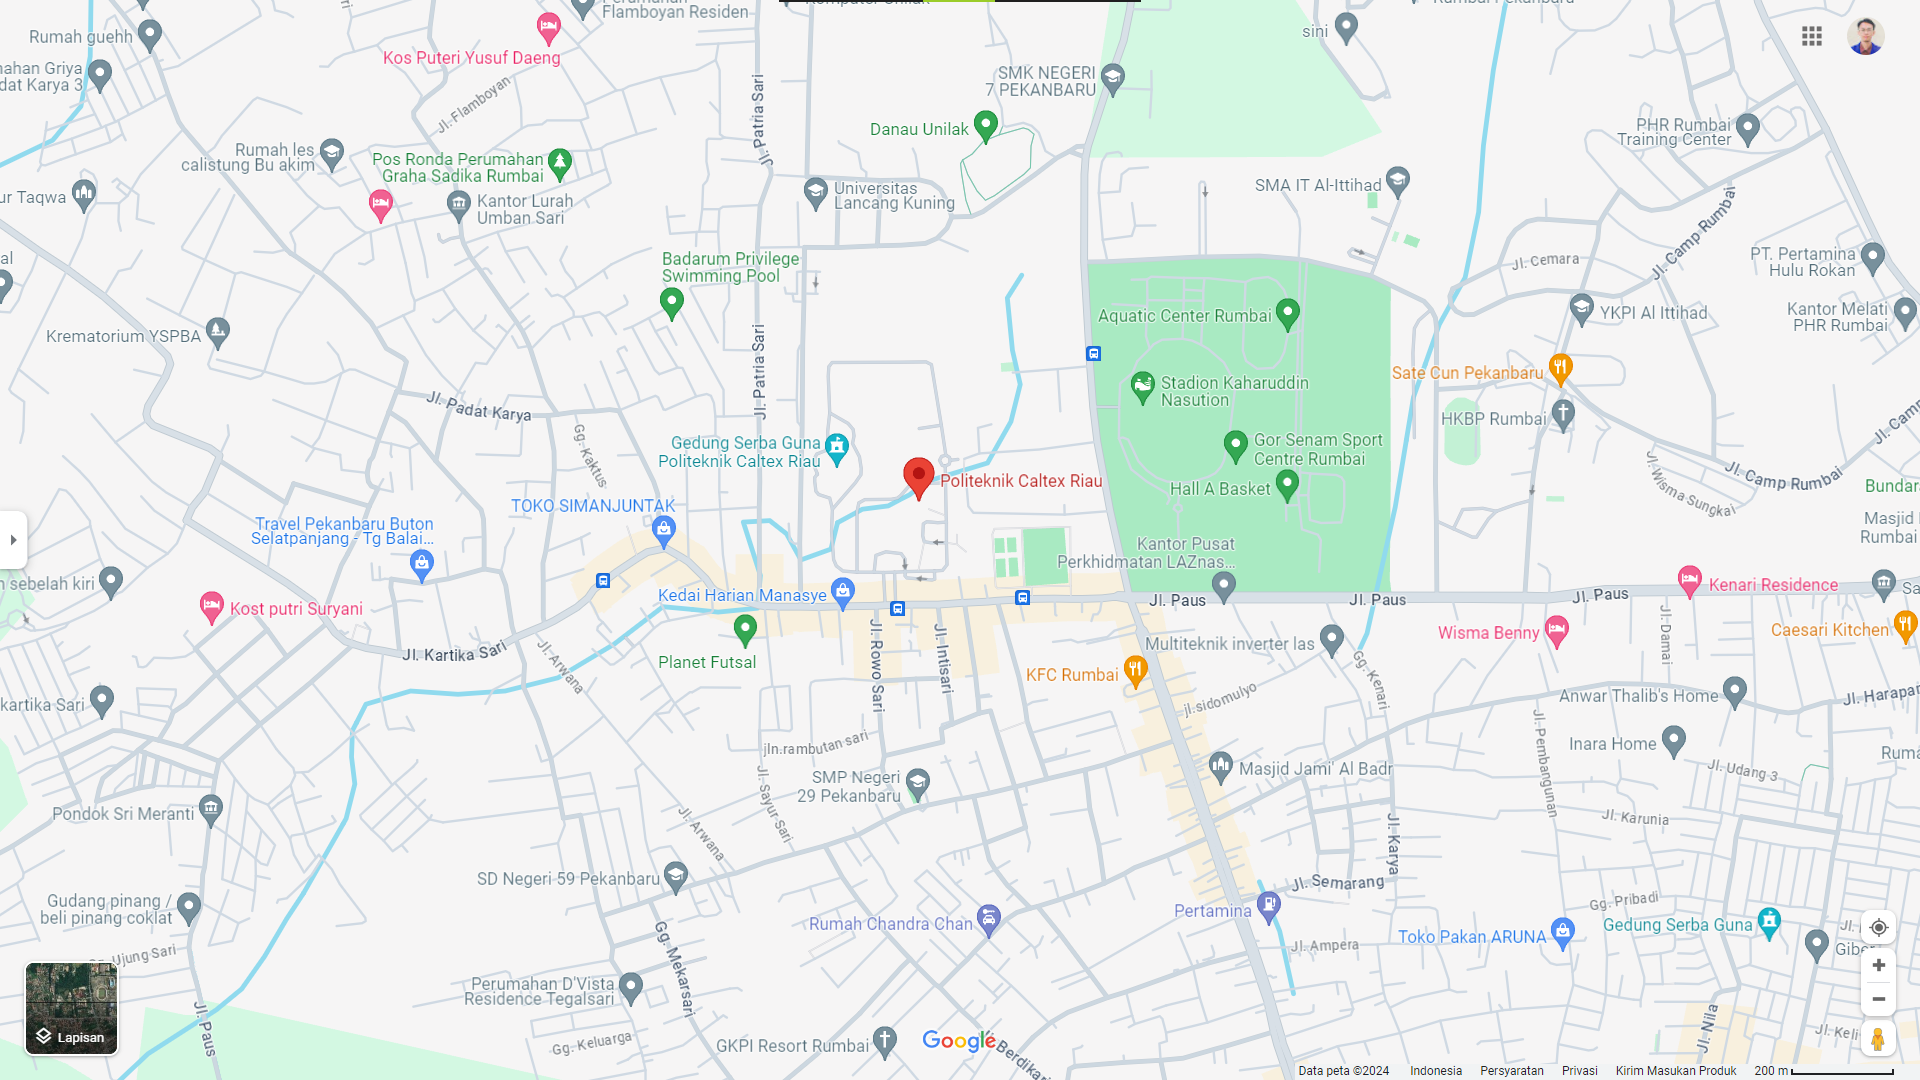 Flamboyan Residen
Rumah guehh
Kos Puteri Yusuf Daeng
sini
SMK NEGERI
7 PEKANBARU
Padat Karya 3
Jl. Flamboyan
Jl. Patria Sari
Danau Unilak
PHR Rumbai
Training Center
Rumah les
calistung Bu akim
Pos Ronda Perumahan
Graha Sadika Rumbai
Kantor Lurah
Umban Sari
Universitas
Lancang Kuning
SMA IT Al-Ittihad
Jl. Camp Rumbai
ur Taqwa
Badarum Privilege
Swimming Pool
Jl. Cemara
PT. Pertamina
Hulu Rokan
al
Krematorium YSPBA
Aquatic Center Rumbai
YKPI Al Ittihad
Kantor Melati
PHR Rumbai
Jl. Patria Sari
Stadion Kaharuddin
Nasution
Sate Cun Pekanbaru
HKBP Rumbai
Jl. Padat Karya
Gg. Kaktus
Gedung Serba Guna
Politeknik Caltex Riau
Gor Senam Sport
Centre Rumbai
Politeknik Caltex Riau
Hall A Basket
Jl. Camp Rumbai
Jl. Wisma Sungkai
Bundar
TOKO SIMANJUNTAK
Travel Pekanbaru Buton
Selatpanjang - Tg Balai...
Masjid
Rumbai
Kantor Pusat
Perkhidmatan LAZnas...
n sebelah kiri
Kost putri Suryani
Kedai Harian Manasye
Jl. Paus
Jl. Paus
Jl. Paus
Kenari Residence
Sa
Jl. Kartika Sari
Jl. Arwana
Planet Futsal
Jl. Rowo Sari
Jl. Intisari
Multiteknik inverter las
Wisma Benny
Jl. Damai
Caesari Kitchen
KFC Rumbai
Gg. Kenari
jl.sidomulyo
Anwar Thalib's Home
Jl. Harapan
kartika Sari
jln.rambutan sari
Inara Home
Jl. Pembangunan
Ruma
SMP Negeri
29 Pekanbaru
Masjid Jami' Al Badr
Jl. Udang 3
Pondok Sri Meranti
Jl. Sayur Sari
Jl. Arwana
Jl. Karya
Jl. Karunia
SD Negeri 59 Pekanbaru
Jl. Semarang
Gudang pinang /
beli pinang coklat
Rumah Chandra Chan
Pertamina
Gg. Pribadi
Toko Pakan ARUNA
Gedung Serba Guna
Jl. Ampera
Gg. Mekarsari
Perumahan D'Vista
Residence Tegalsari
Jl. Paus
Lapisan
Gg. Keluarga
GKPI Resort Rumbai
Google
Jl. Nila
Data peta ©2024 Indonesia Persyaratan Privasi Kirim Masukan Produk 200 m